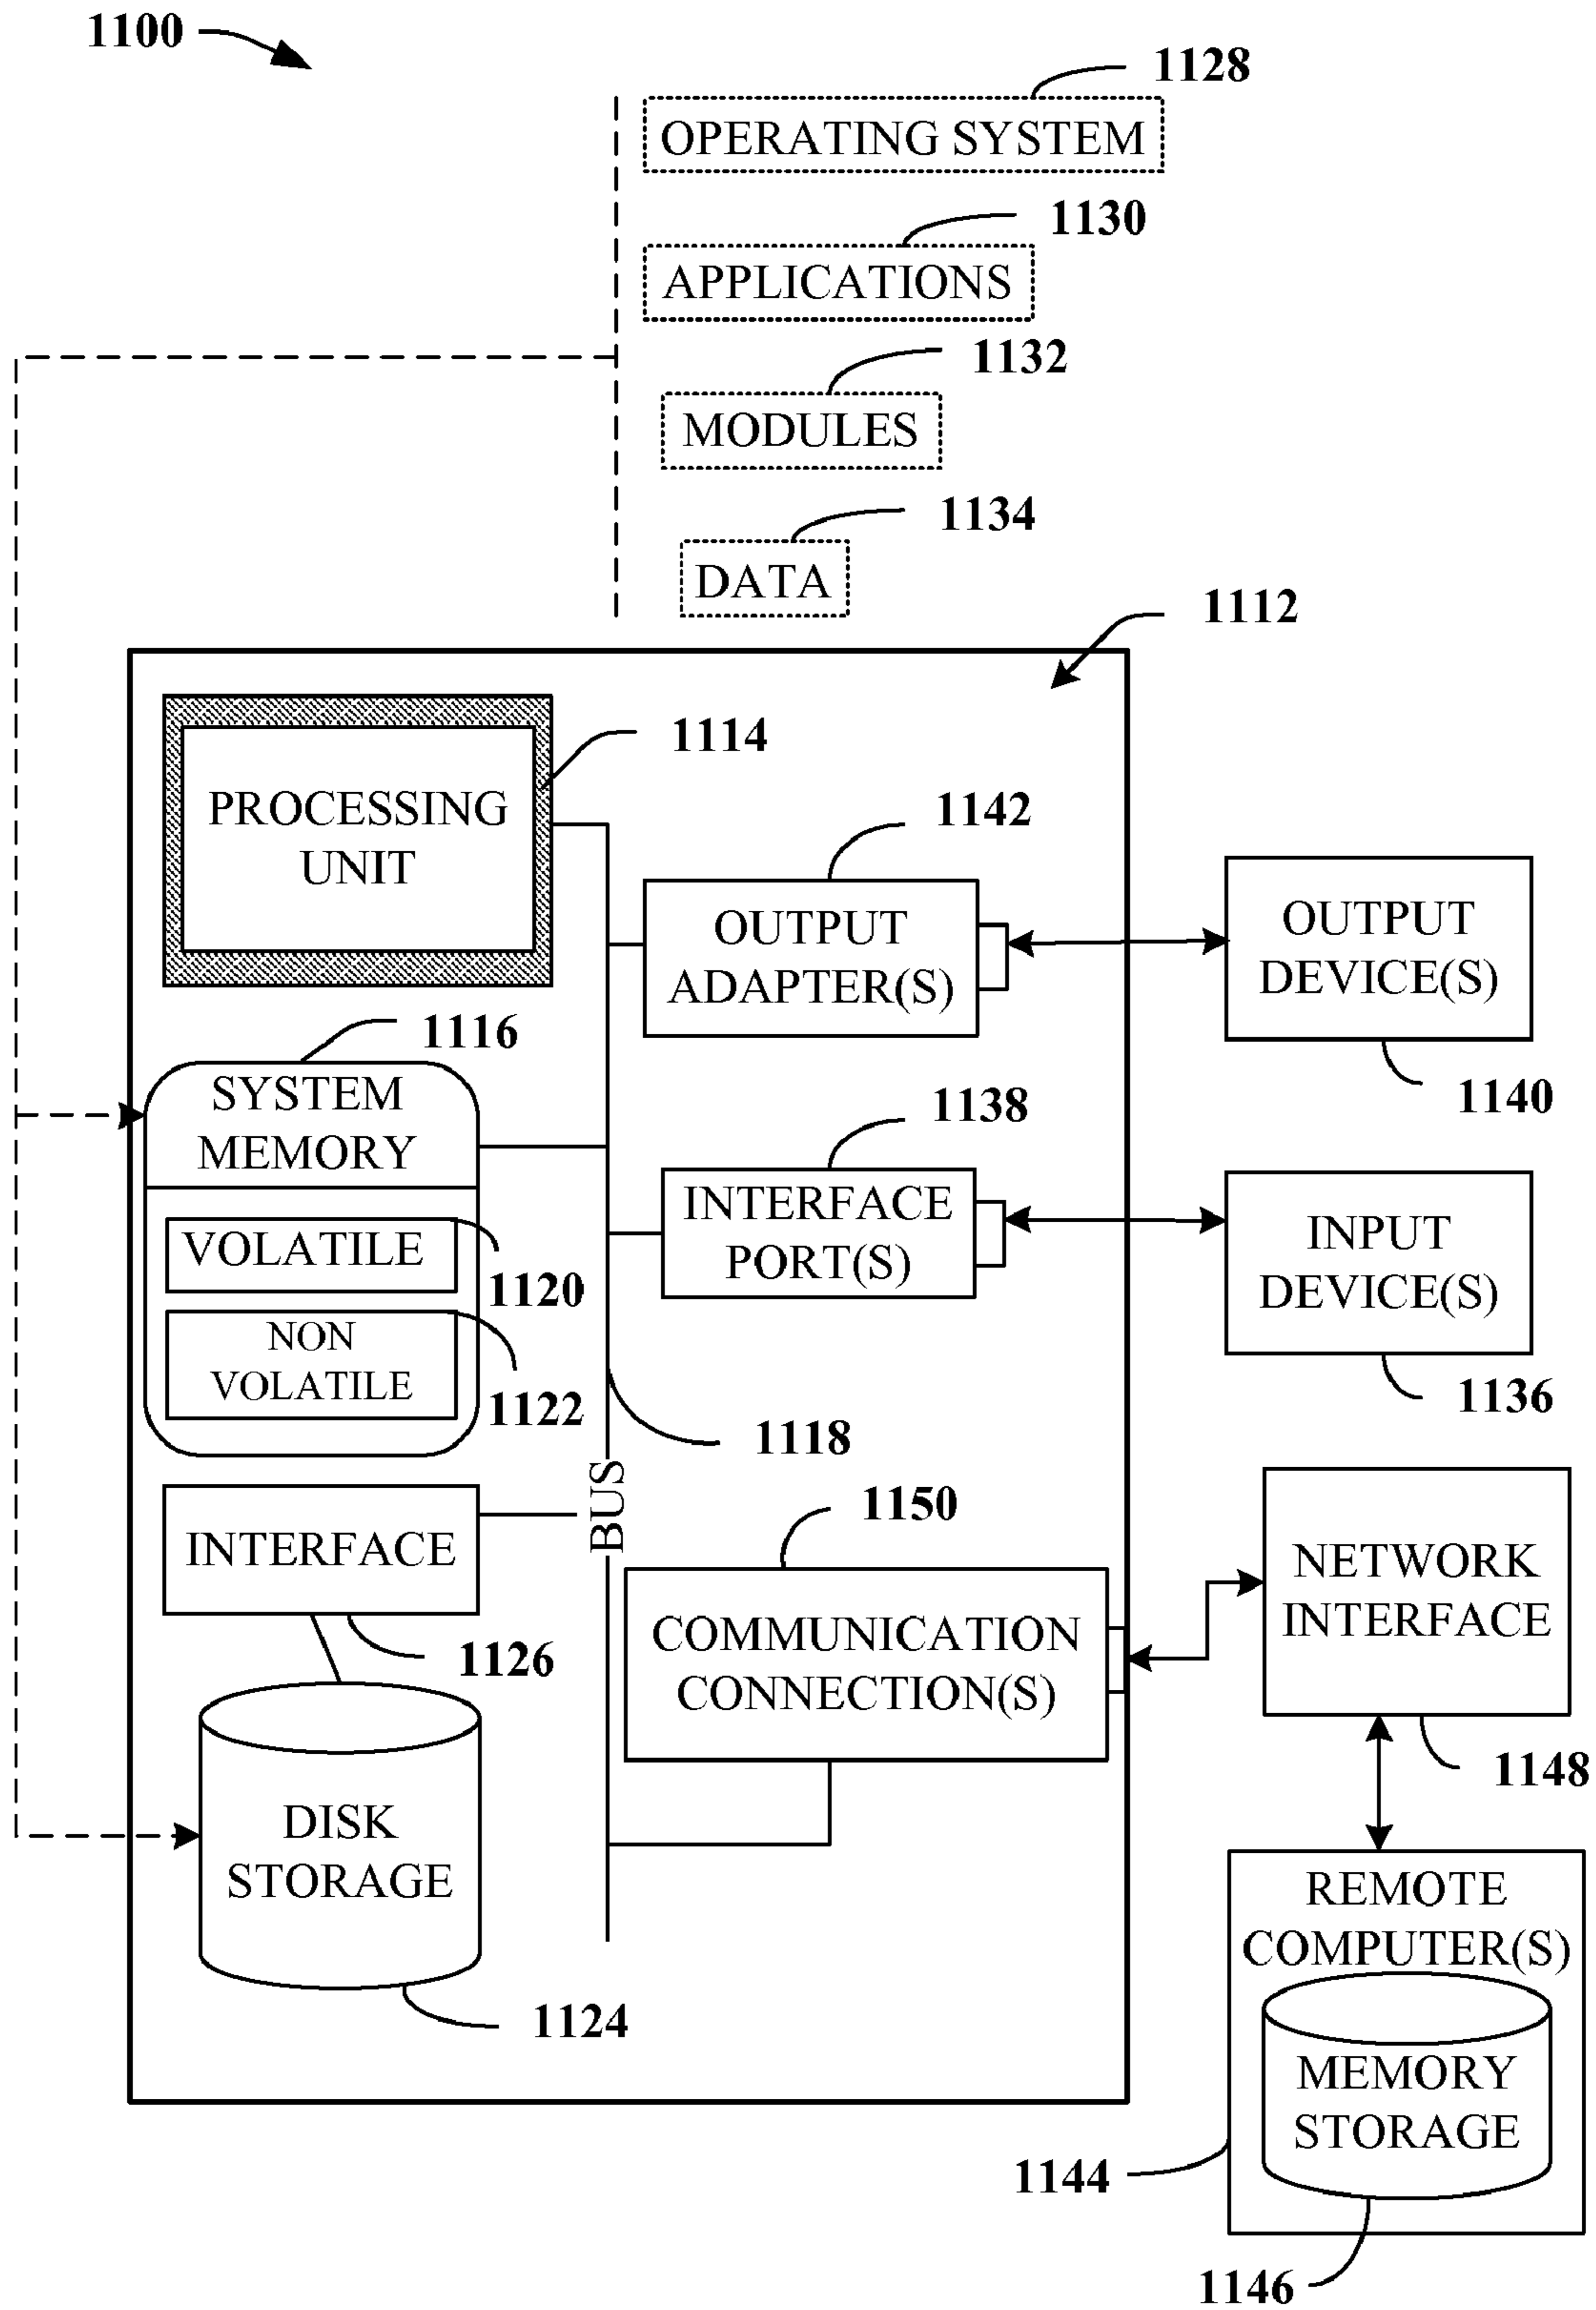 1100
1128
OPERATING SYSTEM
1130
APPLICATIONS
1132
MODULES
1134
DATA
1112
PROCESSING
UNIT
1114
1142
OUTPUT
ADAPTER(S)
OUTPUT
DEVICE(S)
1140
1116
SYSTEM
MEMORY
VOLATILE
1120
NON
VOLATILE
1122
1138
INTERFACE
PORT(S)
INPUT
DEVICE(S)
1136
1118
BUS
INTERFACE
1126
1150
COMMUNICATION
CONNECTION(S)
NETWORK
INTERFACE
1148
DISK
STORAGE
1124
REMOTE
COMPUTER(S)
MEMORY
STORAGE
1144
1146